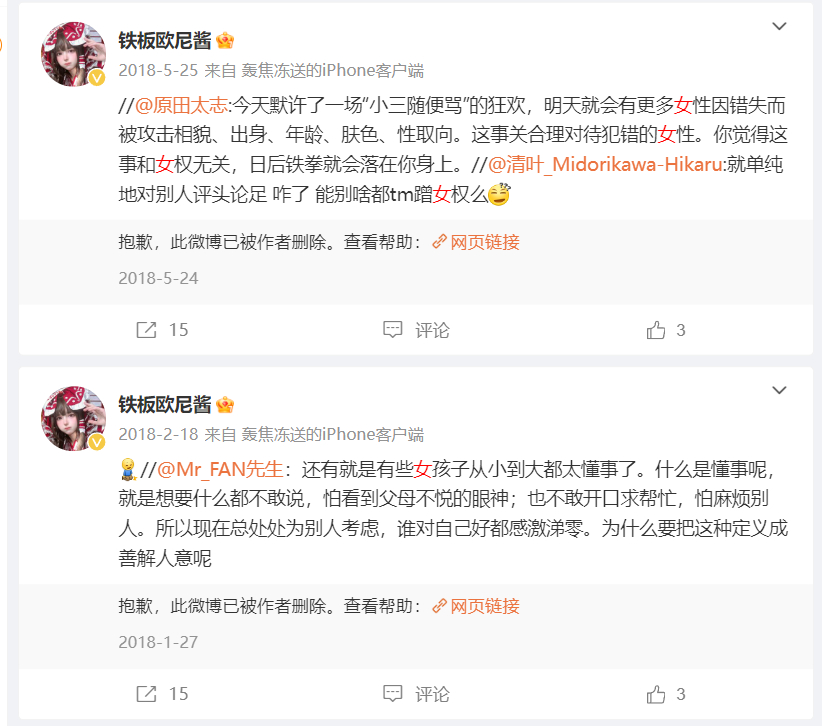 铁板欧尼酱
2018-5-25 来自 轰焦冻送的iPhone客户端
//@原田太志:今天默许了一场“小三随便骂”的狂欢，明天就会有更多女性因错失而
被攻击相貌、出身、年龄、肤色、性取向。这事关合理对待犯错的女性。你觉得这
事和女权无关，日后铁拳就会落在你身上。//@清叶_Midorikawa-Hikaru:就单纯
地对别人评头论足 咋了 能别啥都tm蹭女权么
抱歉，此微博已被作者删除。查看帮助：网页链接
2018-5-24
15 评论 3
铁板欧尼酱
2018-2-18 来自 轰焦冻送的iPhone客户端
//@Mr_FAN先生：还有就是有些女孩子从小到大都太懂事了。什么是懂事呢，
就是想要什么都不敢说，怕看到父母不悦的眼神；也不敢开口求帮忙，怕麻烦别
人。所以现在总处处为别人考虑，谁对自己好都感激涕零。为什么要把这种定义成
善解人意呢
抱歉，此微博已被作者删除。查看帮助：网页链接
2018-1-27
15 评论 3